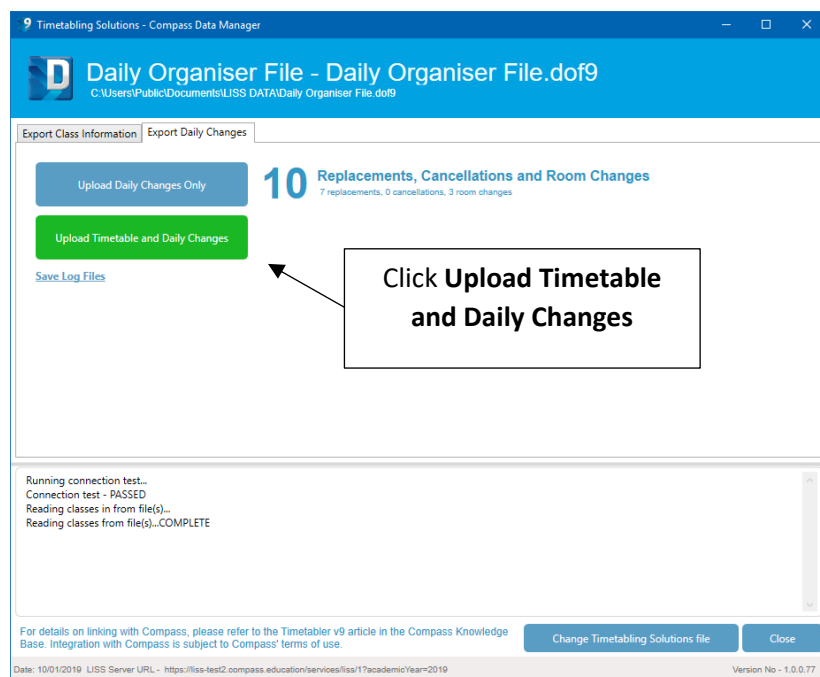 Timetabling Solutions - Compass Data Manager
Daily Organiser File - Daily Organiser File.dof9
C:\Users\Public\Documents\LISS DATA\Daily Organiser File.dof9
Export Class Information
Export Daily Changes
Upload Daily Changes Only
10
Replacements, Cancellations and Room Changes
7 replacements, 0 cancellations, 3 room changes
Upload Timetable and Daily Changes
Save Log Files
Click Upload Timetable
and Daily Changes
Running connection test...
Connection test - PASSED
Reading classes in from file(s)...
Reading classes from file(s)...COMPLETE
For details on linking with Compass, please refer to the Timetabler v9 article in the Compass Knowledge
Base. Integration with Compass is subject to Compass' terms of use.
Change Timetabling Solutions file
Close
Date: 10/01/2019 LISS Server URL - https://liss-test2.compass.education/services/liss/1?academicYear=2019
Version No - 1.0.0.77